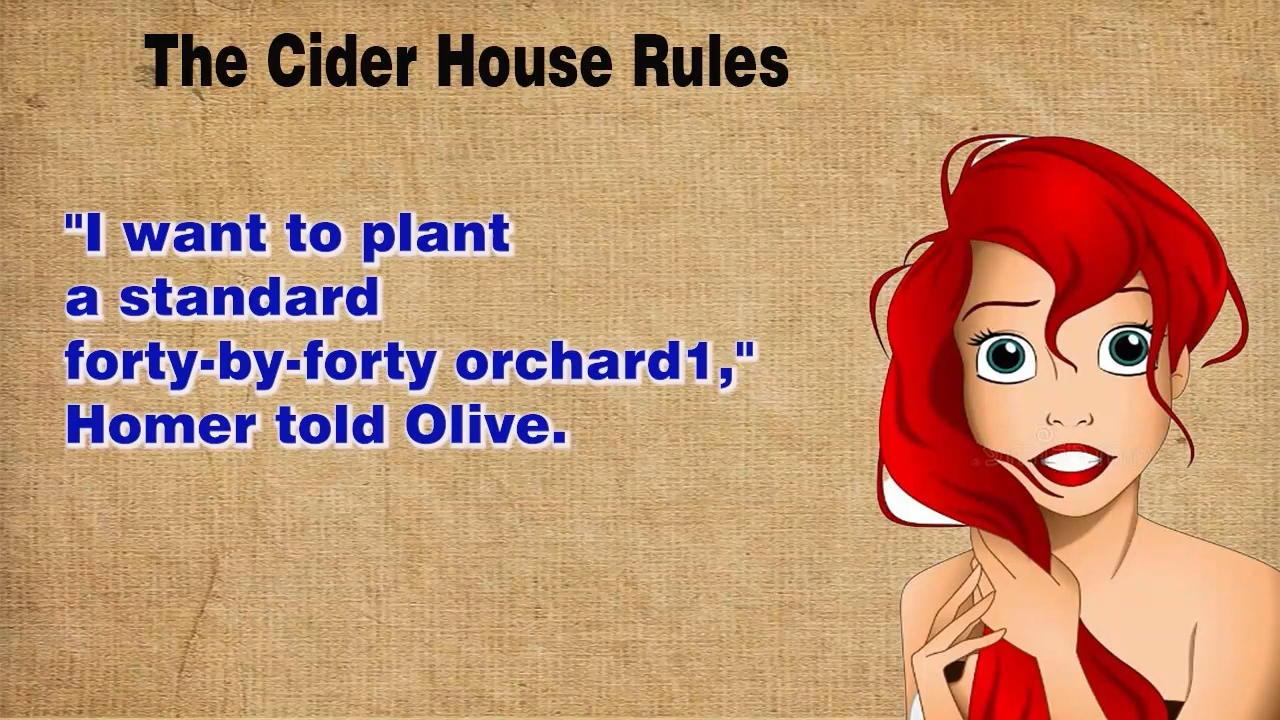 The Cider House Rules
"I want to plant
a standard
forty-by-forty orchard1,"
Homer told Olive.